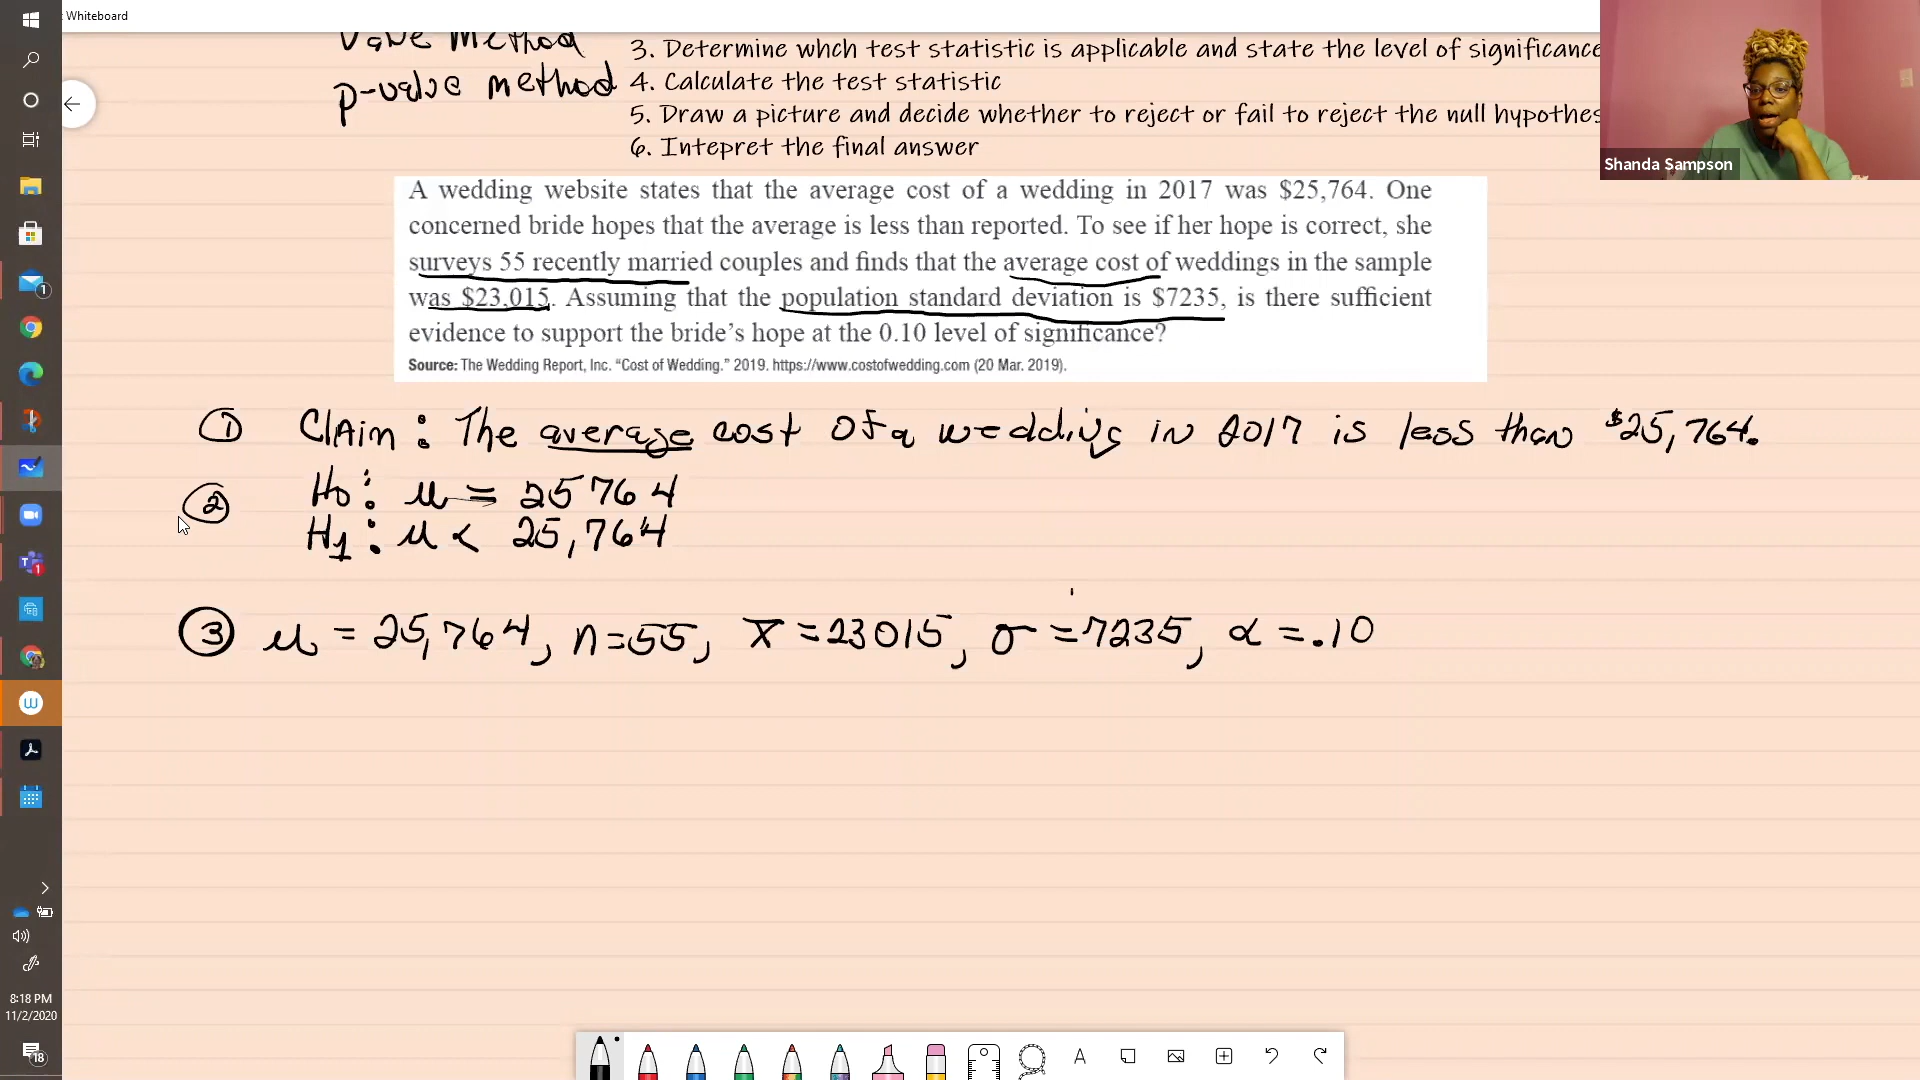 Whiteboard
Value Method
p-value method
3. Determine whch test statistic is applicable and state the level of significance
4. Calculate the test statistic
5. Draw a picture and decide whether to reject or fail to reject the null hypothes
6. Intepret the final answer
Shanda Sampson
A wedding website states that the average cost of a wedding in 2017 was $25,764. One
concerned bride hopes that the average is less than reported. To see if her hope is correct, she
surveys 55 recently married couples and finds that the average cost of weddings in the sample
was $23,015. Assuming that the population standard deviation is $7235, is there sufficient
evidence to support the bride's hope at the 0.10 level of significance?
Source: The Wedding Report, Inc. "Cost of Wedding." 2019. https://www.costofwedding.com (20 Mar. 2019).
① Claim: The average cost of a wedding in 2017 is less than $25,764.
② H₀: μ = 25764
H₁: μ < 25,764
③ μ = 25,764, n=55, x̄ =23015, σ =7235, α =.10
8:18 PM
11/2/2020
18